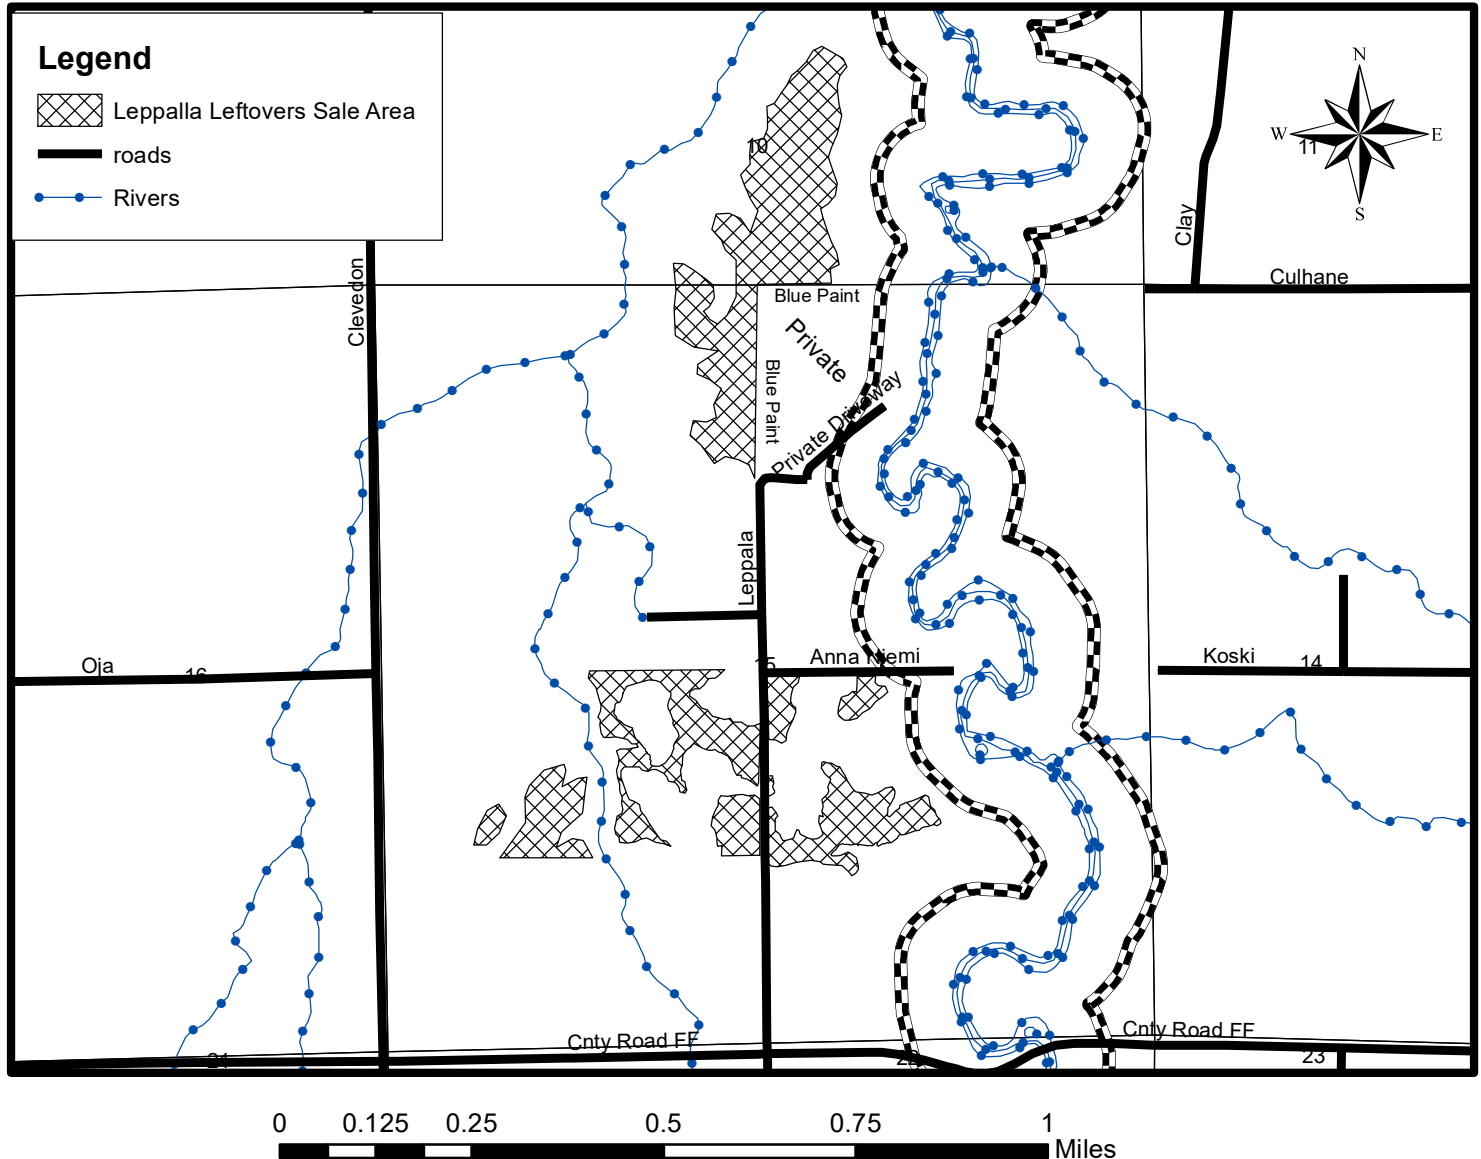 Legend
Leppalla Leftovers Sale Area
roads
Rivers
N
W
E
S
10
11
Clay
Culhane
Clevedon
Blue Paint
Private
Blue Paint
Private Driveway
Leppala
Oja
16
15
Anna Niemi
Koski
14
Cnty Road FF
Cnty Road FF
21
22
23
0
0.125
0.25
0.5
0.75
1
Miles